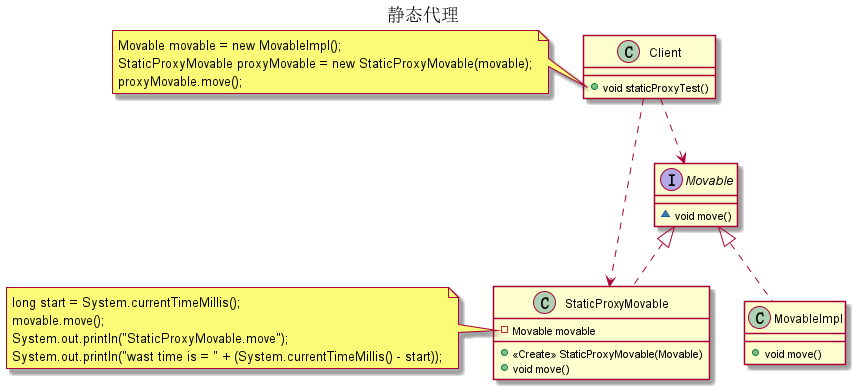 静态代理
Movable movable = new MovableImpl();
StaticProxyMovable proxyMovable = new StaticProxyMovable(movable);
proxyMovable.move();
C Client
void staticProxyTest()
I Movable
void move()
long start = System.currentTimeMillis();
movable.move();
System.out.println("StaticProxyMovable.move");
System.out.println("wast time is = " + (System.currentTimeMillis() - start));
C StaticProxyMovable
Movable movable
«Create» StaticProxyMovable(Movable)
void move()
C MovableImpl
void move()